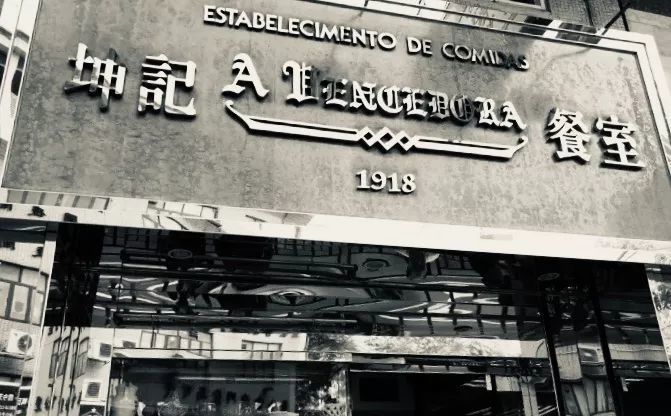 ESTABELECIMENTO DE COMIDAS
坤記 A VENCEDORA 餐室
1918